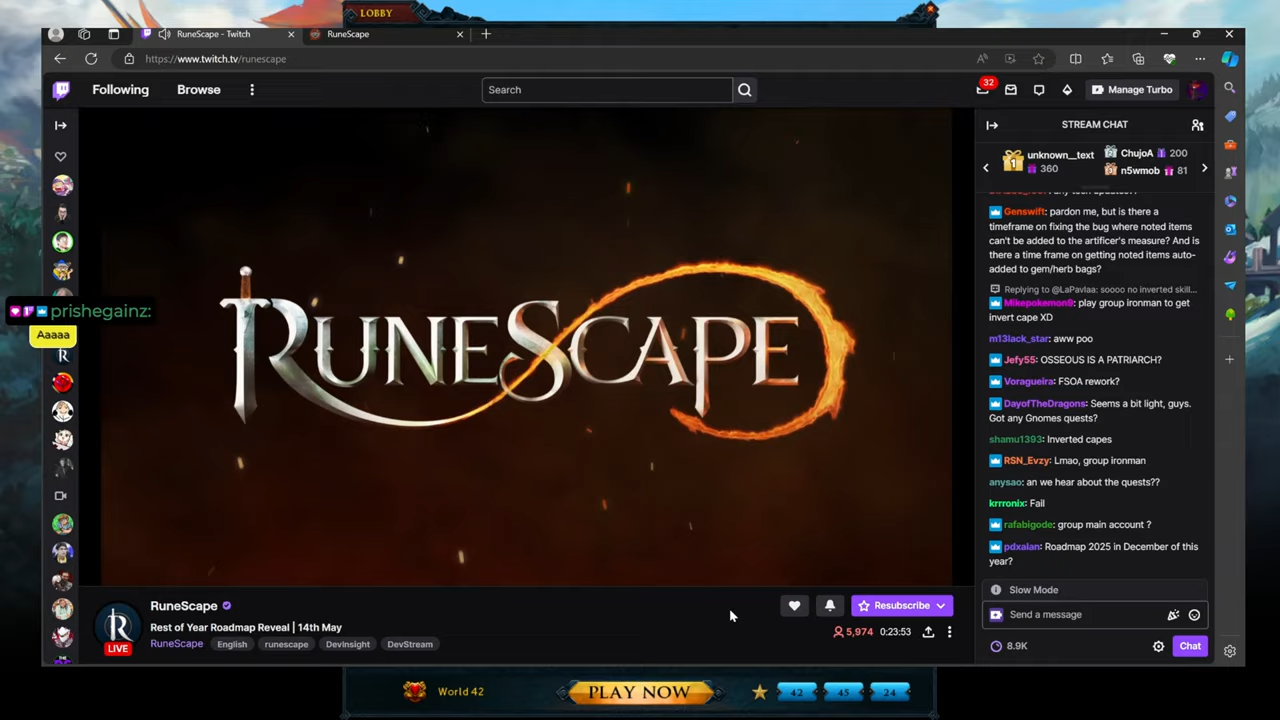 LOBBY
RuneScape - Twitch
RuneScape
https://www.twitch.tv/runescape
Following
Browse
Search
32
Manage Turbo
STREAM CHAT
1
unknown__text
360
ChujoA
200
n5wmob
81
Genswift: pardon me, but is there a
timeframe on fixing the bug where noted items
can't be added to the artificer's measure? And is
there a time frame on getting noted items auto-
added to gem/herb bags?
Replying to @LaPavlaa: soooo no inverted skill...
Mikepokemon9: play group ironman to get
invert cape XD
m13lack_star: aww poo
Jefy55: OSSEOUS IS A PATRIARCH?
Voragueira: FSOA rework?
DayofTheDragons: Seems a bit light, guys.
Got any Gnomes quests?
shamu1393: Inverted capes
RSN_Evzy: Lmao, group ironman
anysao: an we hear about the quests??
krrronix: Fail
rafabigode: group main account ?
pdxalan: Roadmap 2025 in December of this
year?
Slow Mode
Send a message
8.9K
Chat
prishegainz:
Aaaaa
RUNESCAPE
RuneScape
Rest of Year Roadmap Reveal | 14th May
RuneScape
English
runescape
DevInsight
DevStream
LIVE
Resubscribe
5,974
0:23:53
World 42
PLAY NOW
42
45
24